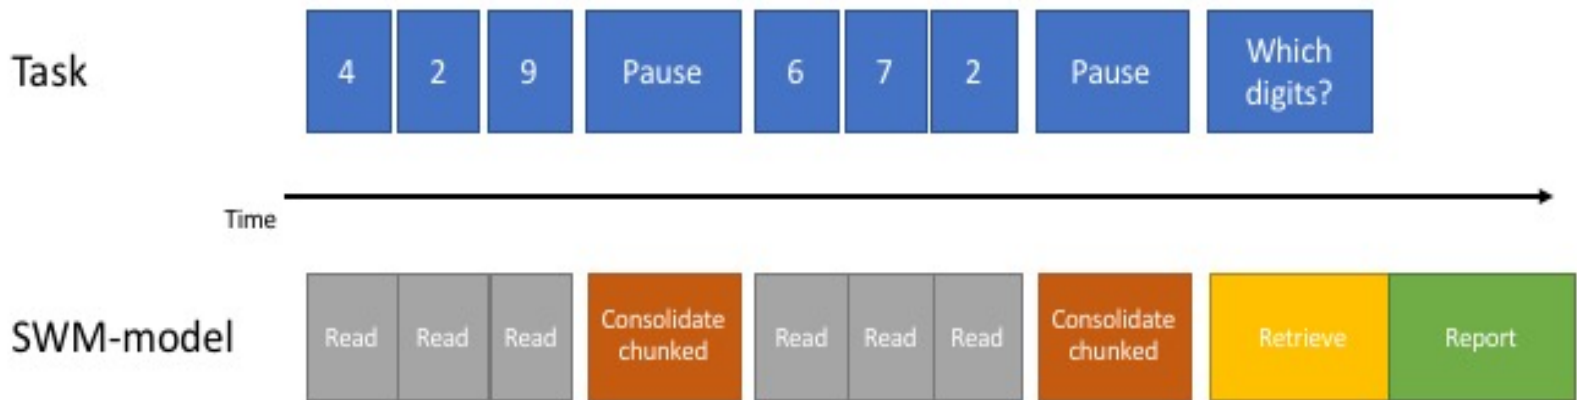 Task
4
2
9
Pause
6
7
2
Pause
Which
digits?
Time
SWM-model
Read
Read
Read
Consolidate
chunked
Read
Read
Read
Consolidate
chunked
Retrieve
Report